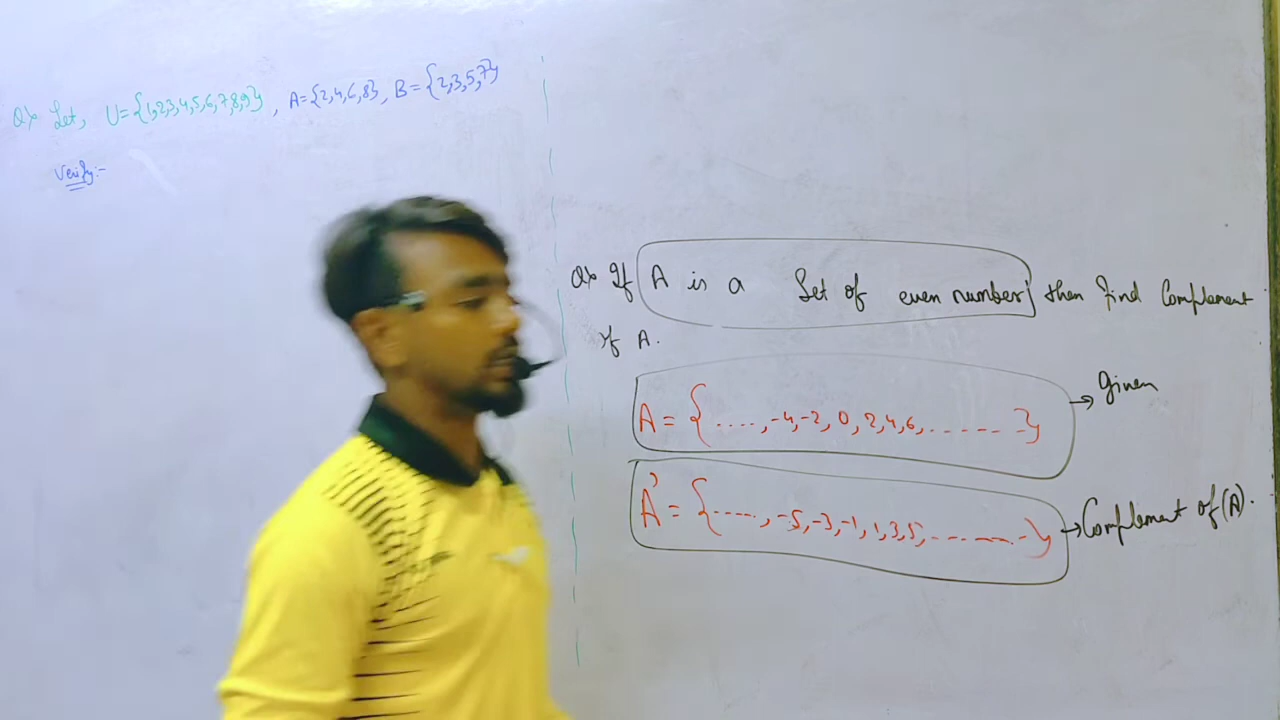 Q> Let, U={1,2,3,4,5,6,7,8,9}, A={2,4,6,8}, B={2,3,5,7}
Verify:-
Q> If A is a Set of even number, then find Complement
of A.
A = {....,-4,-2,0,2,4,6,.......} → Given
A' = {....., -5,-3,-1,1,3,5,.........} → Complement of (A).